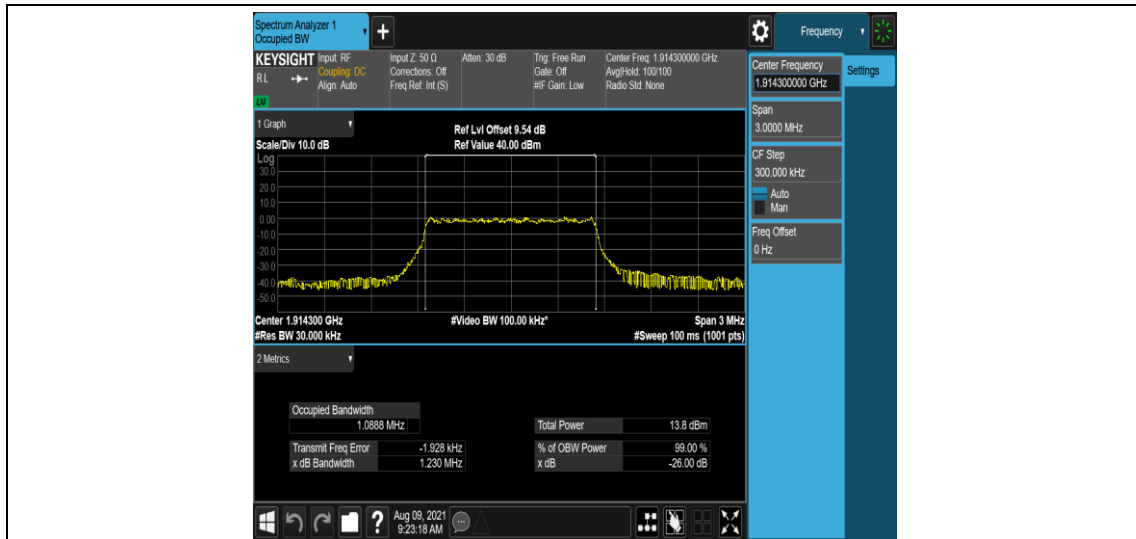 Spectrum Analyzer 1
Occupied BW
+
Frequency
KEYSIGHT
RL
LXI
Input: RF
Coupling: DC
Align: Auto
Input Z: 50 Ω
Corrections: Off
Freq Ref: Int (S)
Atten: 30 dB
Trig: Free Run
Gate: Off
#IF Gain: Low
Center Freq: 1.914300000 GHz
Avg|Hold: 100/100
Radio Std: None
Center Frequency
1.914300000 GHz
Settings
Span
3.0000 MHz
CF Step
300.000 kHz
Auto
Man
Freq Offset
0 Hz
1 Graph
Scale/Div 10.0 dB
Ref Lvl Offset 9.54 dB
Ref Value 40.00 dBm
Log
30.0
20.0
10.0
0.00
-10.0
-20.0
-30.0
-40.0
-50.0
Center 1.914300 GHz
#Res BW 30.000 kHz
#Video BW 100.00 kHz*
Span 3 MHz
#Sweep 100 ms (1001 pts)
2 Metrics
Occupied Bandwidth
1.0888 MHz
Total Power 13.8 dBm
Transmit Freq Error -1.928 kHz
% of OBW Power 99.00 %
x dB Bandwidth 1.230 MHz
x dB -26.00 dB
?
Aug 09, 2021
9:23:18 AM